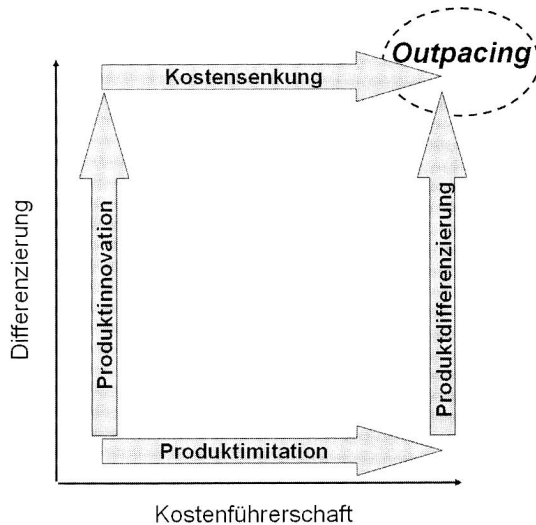 Outpacing
Kostensenkung
Differenzierung
Produktinnovation
Produktdifferenzierung
Produktimitation
Kostenführerschaft